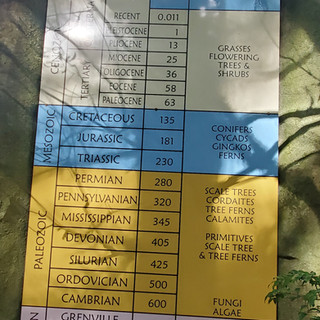 RECENT 0.011
PLEISTOCENE 1
PLIOCENE 13
MIOCENE 25
OLIGOCENE 36
EOCENE 58
PALEOCENE 63
TERTIARY
GRASSES
FLOWERING
TREES &
SHRUBS
MESOZOIC
CRETACEOUS 135
JURASSIC 181
TRIASSIC 230
CONIFERS
CYCADS
GINGKOS
FERNS
PALEOZOIC
PERMIAN 280
PENNSYLVANIAN 320
MISSISSIPPIAN 345
DEVONIAN 405
SILURIAN 425
ORDOVICIAN 500
CAMBRIAN 600
SCALE TREES
CORDAITES
TREE FERNS
CALAMITES
PRIMITIVES
SCALE TREE
& TREE FERNS
FUNGI
ALGAE
GRENVILLE